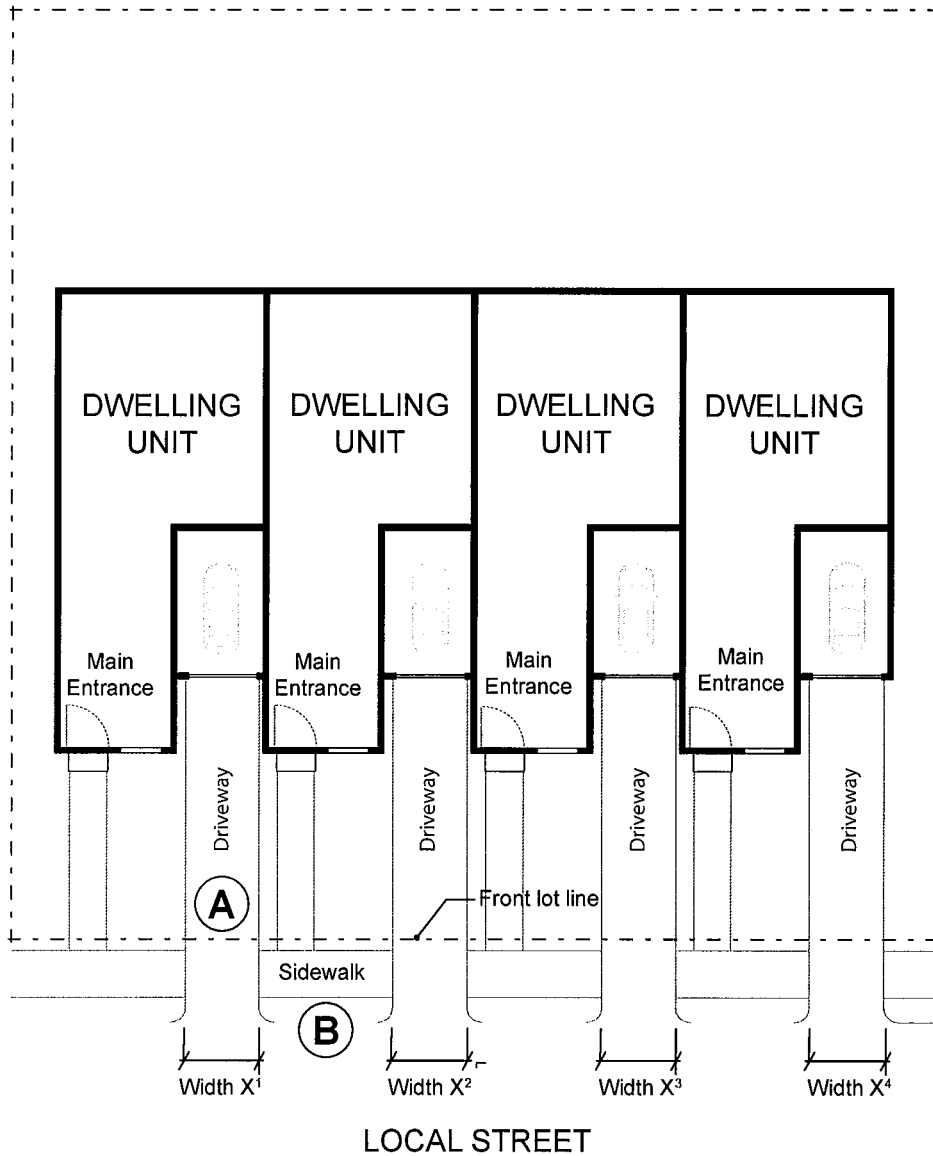 DWELLING
UNIT
DWELLING
UNIT
DWELLING
UNIT
DWELLING
UNIT
Main
Entrance
Main
Entrance
Main
Entrance
Main
Entrance
Driveway
Driveway
Driveway
Driveway
A
Front lot line
Sidewalk
B
Width X¹
Width X²
Width X³
Width X⁴
LOCAL STREET